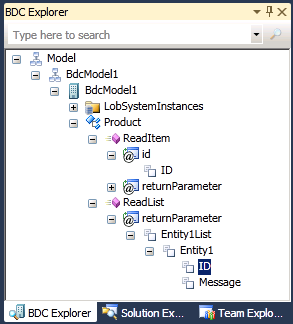 BDC Explorer
Type here to search
Model
BdcModel1
BdcModel1
LobSystemInstances
Product
ReadItem
id
ID
returnParameter
ReadList
returnParameter
Entity1List
Entity1
ID
Message
BDC Explorer Solution Ex... Team Explo...